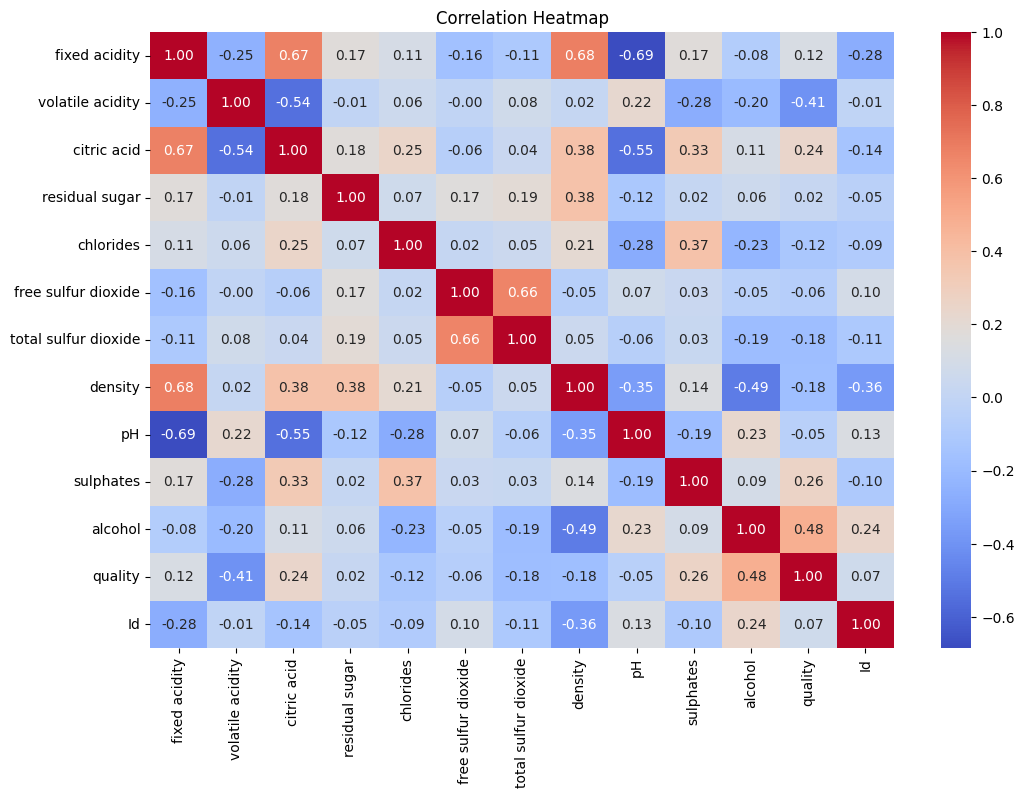 Correlation Heatmap
fixed acidity 1.00 -0.25 0.67 0.17 0.11 -0.16 -0.11 0.68 -0.69 0.17 -0.08 0.12 -0.28
volatile acidity -0.25 1.00 -0.54 -0.01 0.06 -0.00 0.08 0.02 0.22 -0.28 -0.20 -0.41 -0.01
citric acid 0.67 -0.54 1.00 0.18 0.25 -0.06 0.04 0.38 -0.55 0.33 0.11 0.24 -0.14
residual sugar 0.17 -0.01 0.18 1.00 0.07 0.17 0.19 0.38 -0.12 0.02 0.06 0.02 -0.05
chlorides 0.11 0.06 0.25 0.07 1.00 0.02 0.05 0.21 -0.28 0.37 -0.23 -0.12 -0.09
free sulfur dioxide -0.16 -0.00 -0.06 0.17 0.02 1.00 0.66 -0.05 0.07 0.03 -0.05 -0.06 0.10
total sulfur dioxide -0.11 0.08 0.04 0.19 0.05 0.66 1.00 0.05 -0.06 0.03 -0.19 -0.18 -0.11
density 0.68 0.02 0.38 0.38 0.21 -0.05 0.05 1.00 -0.35 0.14 -0.49 -0.18 -0.36
pH -0.69 0.22 -0.55 -0.12 -0.28 0.07 -0.06 -0.35 1.00 -0.19 0.23 -0.05 0.13
sulphates 0.17 -0.28 0.33 0.02 0.37 0.03 0.03 0.14 -0.19 1.00 0.09 0.26 -0.10
alcohol -0.08 -0.20 0.11 0.06 -0.23 -0.05 -0.19 -0.49 0.23 0.09 1.00 0.48 0.24
quality 0.12 -0.41 0.24 0.02 -0.12 -0.06 -0.18 -0.18 -0.05 0.26 0.48 1.00 0.07
Id -0.28 -0.01 -0.14 -0.05 -0.09 0.10 -0.11 -0.36 0.13 -0.10 0.24 0.07 1.00
fixed acidity
volatile acidity
citric acid
residual sugar
chlorides
free sulfur dioxide
total sulfur dioxide
density
pH
sulphates
alcohol
quality
Id
1.0
0.8
0.6
0.4
0.2
0.0
−0.2
−0.4
−0.6